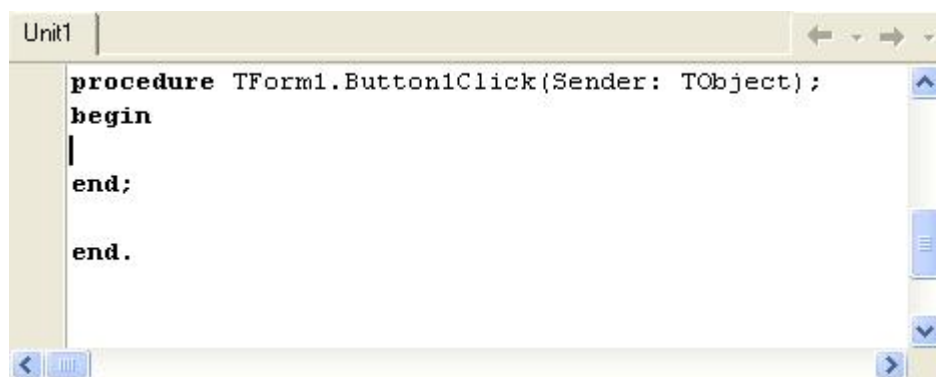 Unit1
procedure TForm1.Button1Click(Sender: TObject);
begin
end;
end.